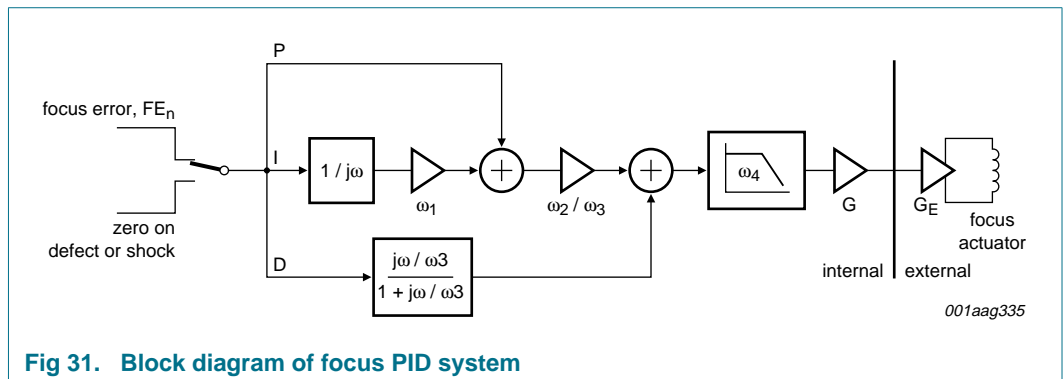 P
focus error, FEn
I
1 / jω
ω1
+
ω2 / ω3
+
ω4
G
GE
focus
actuator
zero on
defect or shock
D
jω / ω3
1 + jω / ω3
internal
external
001aag335
Fig 31. Block diagram of focus PID system